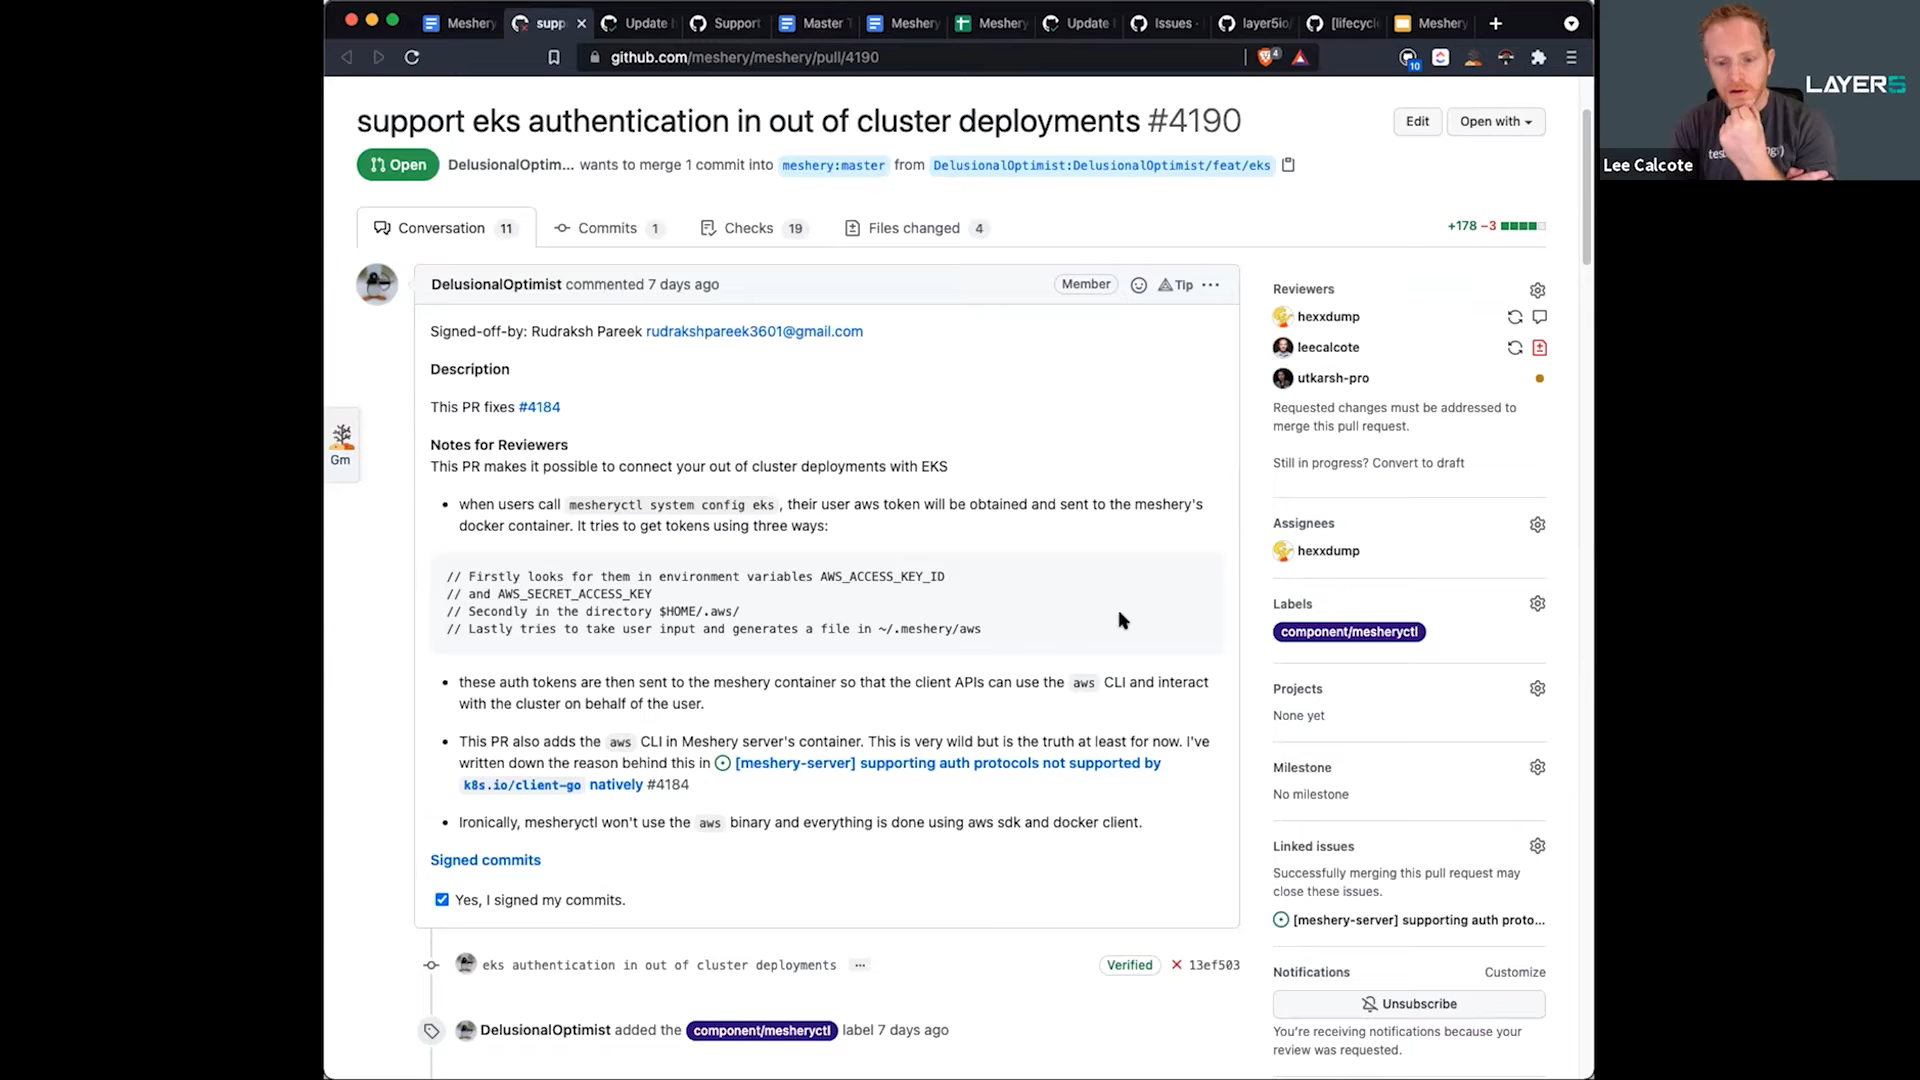 Meshery
supp
Update
Support
Master
Meshery
Meshery
Update
Issues -
layer5io/
[lifecycl
Meshery
github.com/meshery/meshery/pull/4190
4
10
LAYER5
Lee Calcote
support eks authentication in out of cluster deployments #4190
Edit
Open with
Open
DelusionalOptim... wants to merge 1 commit into meshery:master from DelusionalOptimist:DelusionalOptimist/feat/eks
Conversation 11
Commits 1
Checks 19
Files changed 4
+178 −3
DelusionalOptimist commented 7 days ago
Member
Tip
Signed-off-by: Rudraksh Pareek rudrakshpareek3601@gmail.com
Description
This PR fixes #4184
Notes for Reviewers
This PR makes it possible to connect your out of cluster deployments with EKS
when users call mesheryctl system config eks, their user aws token will be obtained and sent to the meshery's
docker container. It tries to get tokens using three ways:
// Firstly looks for them in environment variables AWS_ACCESS_KEY_ID
// and AWS_SECRET_ACCESS_KEY
// Secondly in the directory $HOME/.aws/
// Lastly tries to take user input and generates a file in ~/.meshery/aws
these auth tokens are then sent to the meshery container so that the client APIs can use the aws CLI and interact
with the cluster on behalf of the user.
This PR also adds the aws CLI in Meshery server's container. This is very wild but is the truth at least for now. I've
written down the reason behind this in [meshery-server] supporting auth protocols not supported by
k8s.io/client-go natively #4184
Ironically, mesheryctl won't use the aws binary and everything is done using aws sdk and docker client.
Signed commits
Yes, I signed my commits.
eks authentication in out of cluster deployments ...
Verified
13ef503
DelusionalOptimist added the component/mesheryctl label 7 days ago
Gm
Reviewers
hexxdump
leecalcote
utkarsh-pro
Requested changes must be addressed to
merge this pull request.
Still in progress? Convert to draft
Assignees
hexxdump
Labels
component/mesheryctl
Projects
None yet
Milestone
No milestone
Linked issues
Successfully merging this pull request may
close these issues.
[meshery-server] supporting auth proto...
Notifications
Customize
Unsubscribe
You're receiving notifications because your
review was requested.